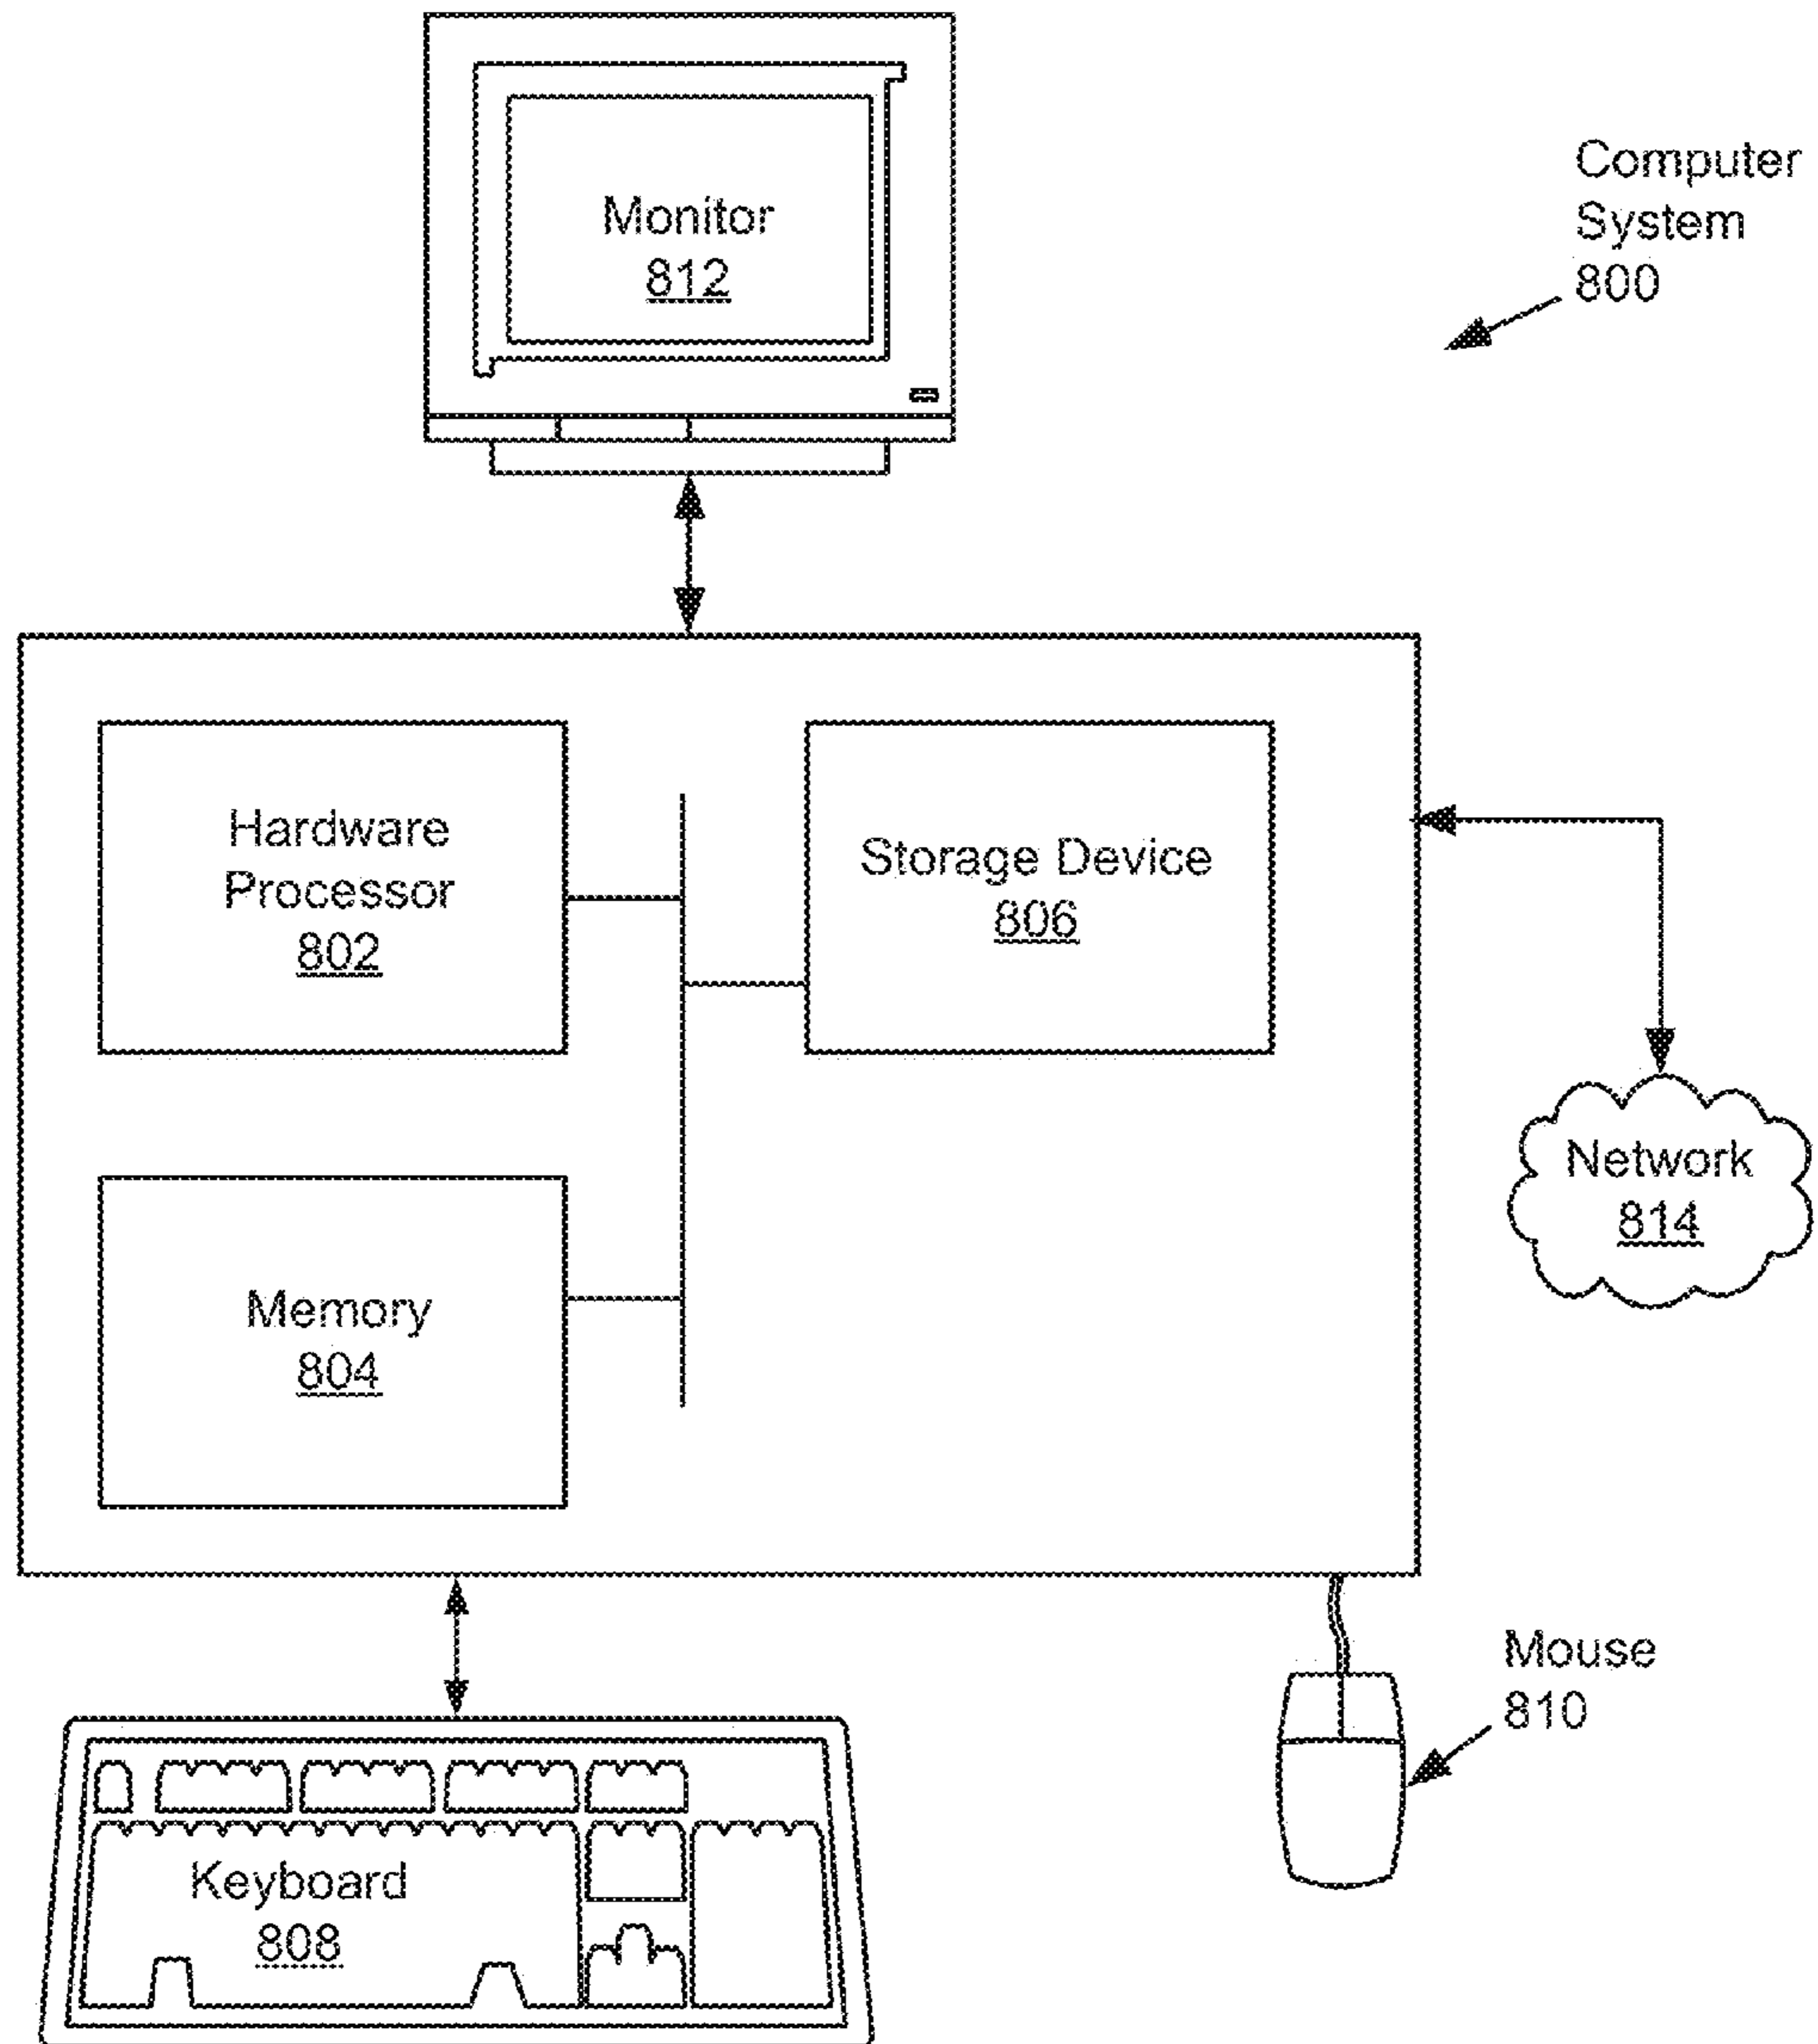 Monitor
812
Computer
System
800
Hardware
Processor
802
Storage Device
806
Network
814
Memory
804
Mouse
810
Keyboard
808